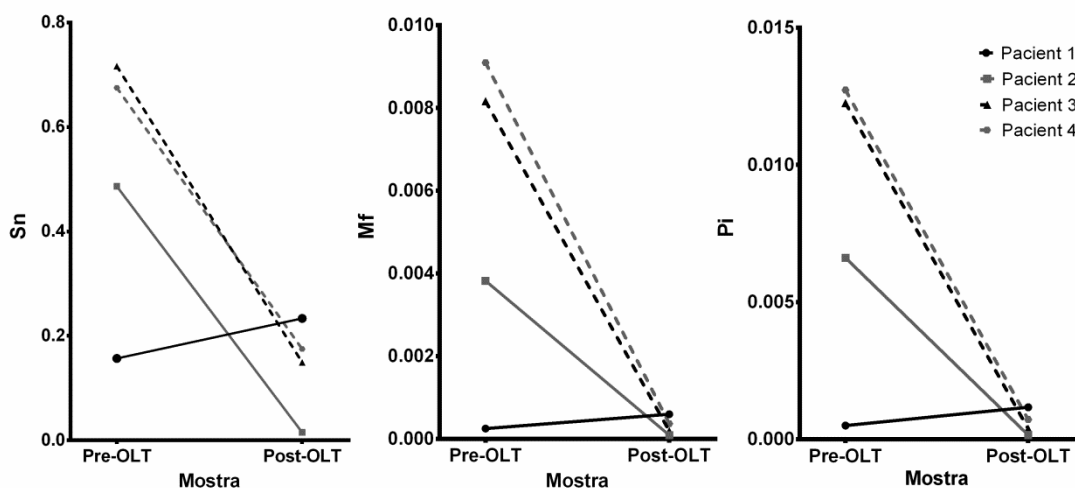 Sn
0.8
0.6
0.4
0.2
0.0
Pre-OLT Post-OLT
Mostra
Mf
0.010
0.008
0.006
0.004
0.002
0.000
Pre-OLT Post-OLT
Mostra
Pi
0.015
0.010
0.005
0.000
Pre-OLT Post-OLT
Mostra
Pacient 1
Pacient 2
Pacient 3
Pacient 4